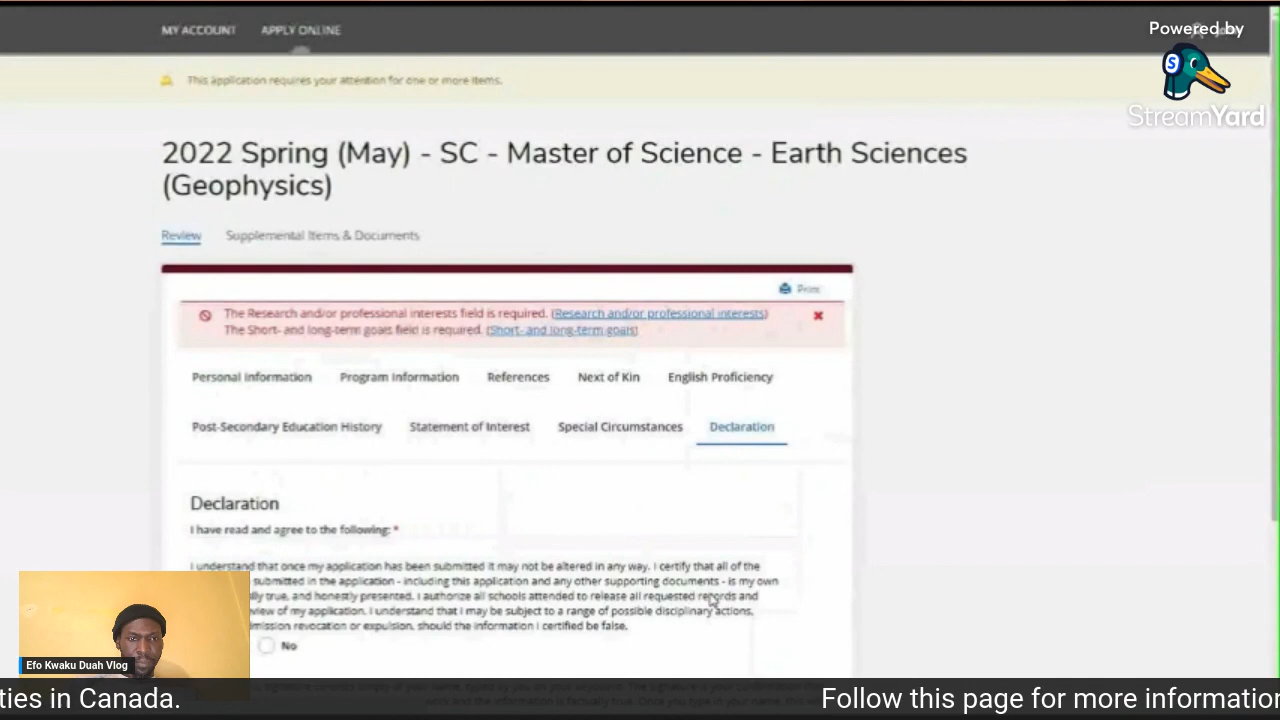 MY ACCOUNT APPLY ONLINE
Powered by
StreamYard
This application requires your attention for one or more items.
2022 Spring (May) - SC - Master of Science - Earth Sciences
(Geophysics)
Review Supplemental Items & Documents
Print
The Research and/or professional interests field is required. (Research and/or professional interests)
The Short- and long-term goals field is required. (Short- and long-term goals)
Personal Information Program Information References Next of Kin English Proficiency
Post-Secondary Education History Statement of Interest Special Circumstances Declaration
Declaration
I have read and agree to the following: *
I understand that once my application has been submitted it may not be altered in any way. I certify that all of the
submitted in the application - including this application and any other supporting documents - is my own
true, and honestly presented. I authorize all schools attended to release all requested records and
of my application. I understand that I may be subject to a range of possible disciplinary actions,
revocation or expulsion, should the information I certified be false.
No
Efo Kwaku Duah Vlog
ties in Canada. Follow this page for more information